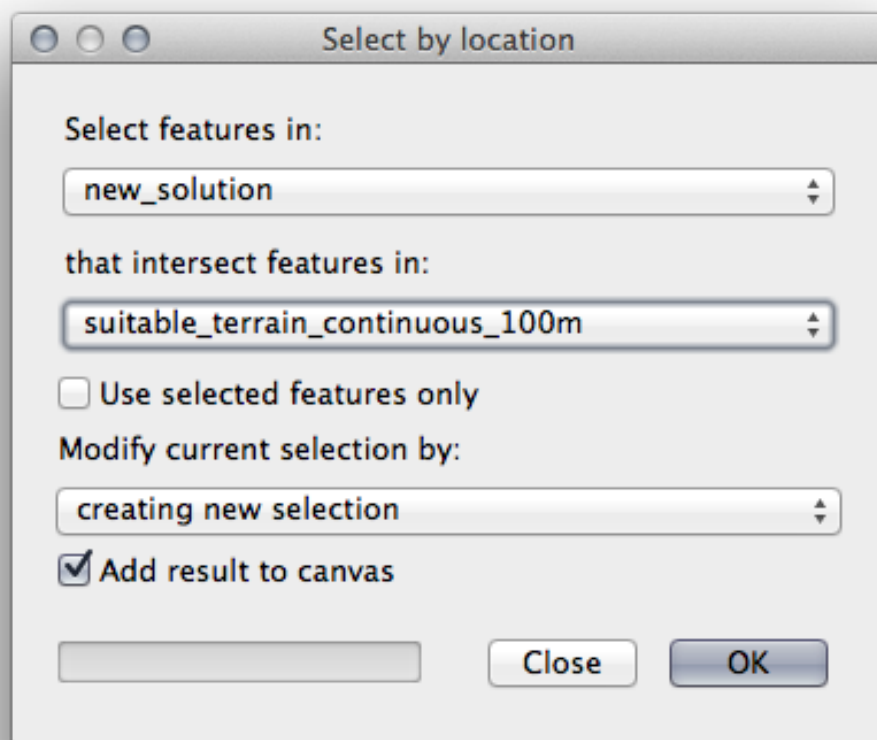 Select by location
Select features in:
new_solution
that intersect features in:
suitable_terrain_continuous_100m
Use selected features only
Modify current selection by:
creating new selection
Add result to canvas
Close OK